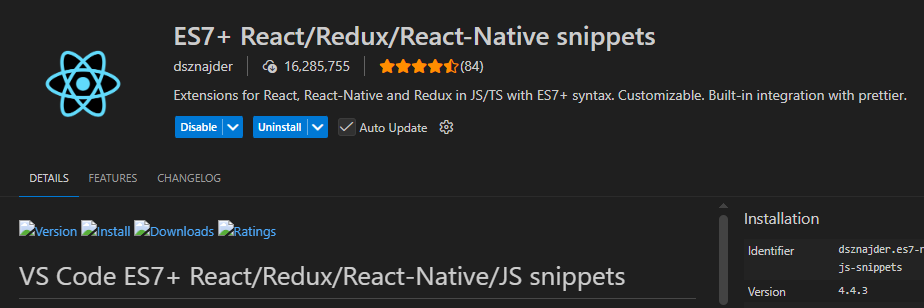 ES7+ React/Redux/React-Native snippets
dsznajder 16,285,755 (84)
Extensions for React, React-Native and Redux in JS/TS with ES7+ syntax. Customizable. Built-in integration with prettier.
Disable Uninstall Auto Update
DETAILS FEATURES CHANGELOG
Version Install Downloads Ratings
VS Code ES7+ React/Redux/React-Native/JS snippets
Installation
Identifier dsznajder.es7-r
js-snippets
Version 4.4.3